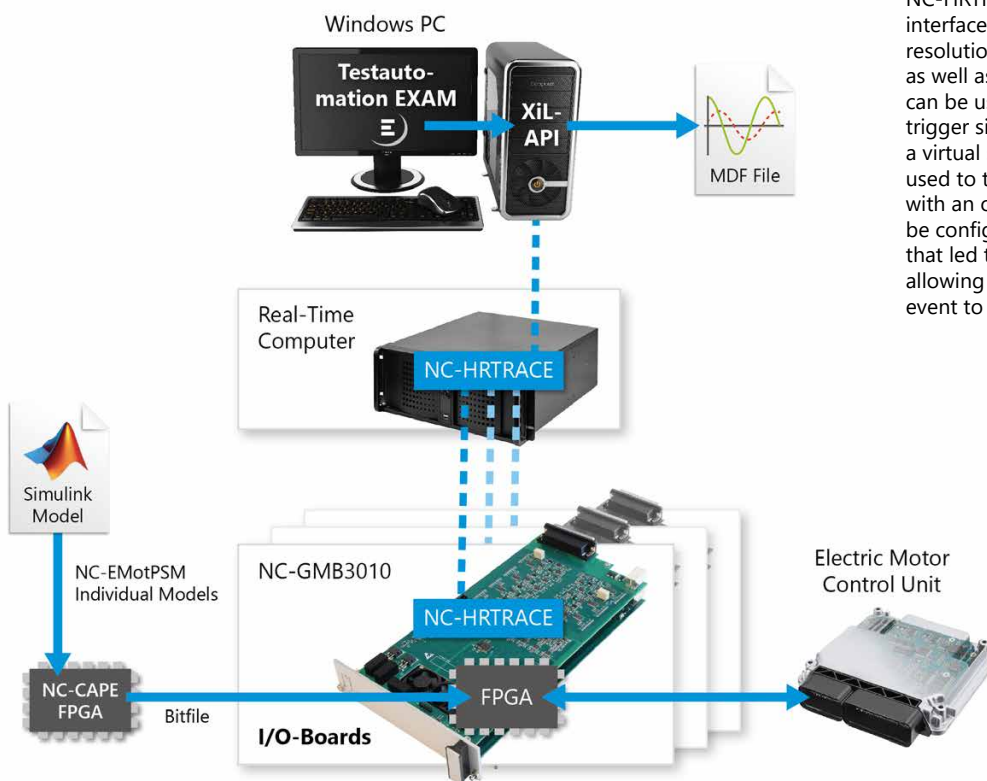 Windows PC
Testauto-
mation EXAM
XiL-
API
MDF File
Real-Time
Computer
NC-HRTRACE
Simulink
Model
NC-EMotPSM
Individual Models
NC-GMB3010
NC-HRTRACE
Electric Motor
Control Unit
NC-CAPE
FPGA
Bitfile
FPGA
I/O-Boards
interface
resolution
as well as
can be u
trigger si
a virtual
used to t
with an c
be config
that led t
allowing
event to